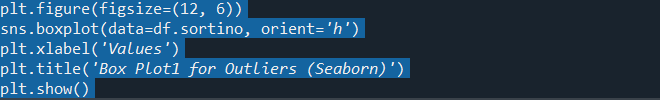 plt.figure(figsize=(12, 6))
sns.boxplot(data=df.sortino, orient='h')
plt.xlabel('Values')
plt.title('Box Plot1 for Outliers (Seaborn)')
plt.show()